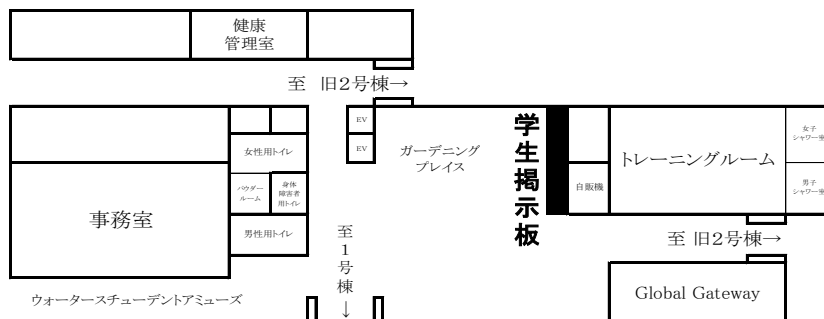 健康
管理室
至 旧2号棟→
EV
EV
女性用トイレ
パウダー
ルーム
身体
障害者
用トイレ
男性用トイレ
事務室
ガーデニング
プレイス
学生掲示板
自販機
トレーニングルーム
女子
シャワー室
男子
シャワー室
至 旧2号棟→
至1号棟↓
ウォータースチューデントアミューズ
Global Gateway